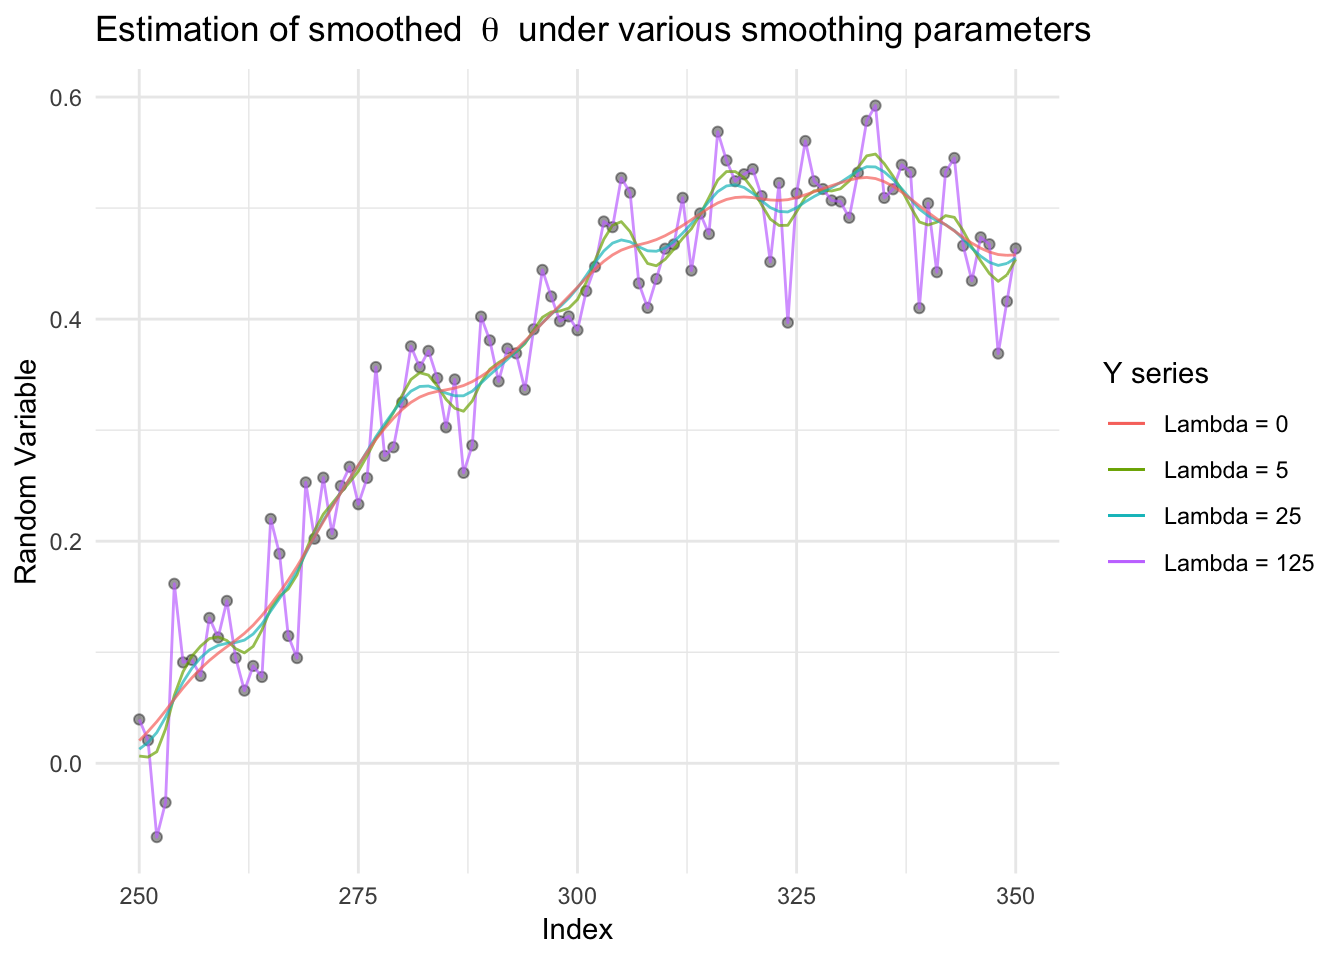 Estimation of smoothed θ under various smoothing parameters
0.6
0.4
0.2
0.0
Random Variable
250 275 300 325 350
Index
Y series
Lambda = 0
Lambda = 5
Lambda = 25
Lambda = 125